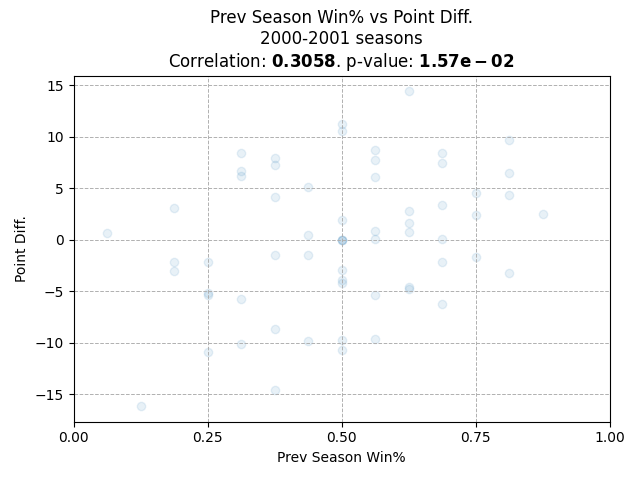 Prev Season Win% vs Point Diff.
2000-2001 seasons
Correlation: 0.3058. p-value: 1.57e − 02
15
10
5
0
−5
−10
−15
Point Diff.
0.00 0.25 0.50 0.75 1.00
Prev Season Win%